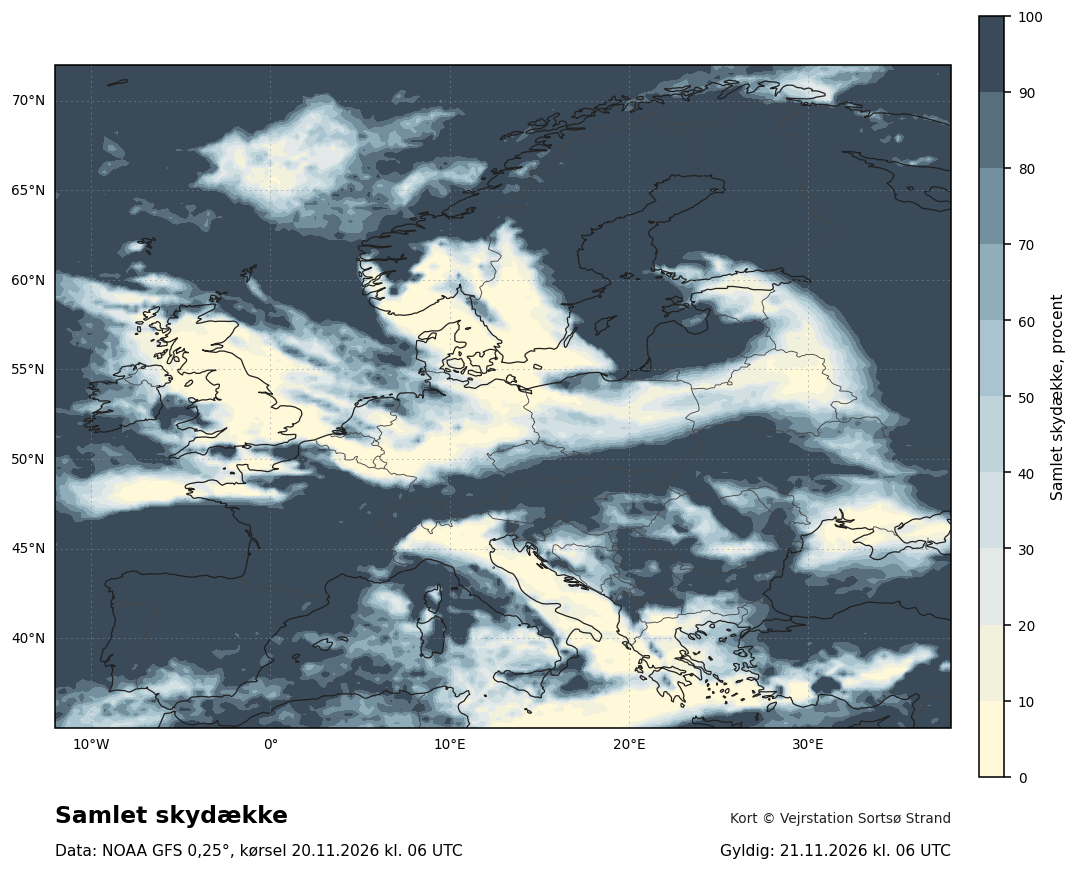 100
90
80
70
60
50
40
30
20
10
0
Samlet skydække, procent
70°N
65°N
60°N
55°N
50°N
45°N
40°N
10°W
0°
10°E
20°E
30°E
Samlet skydække
Kort © Vejrstation Sortsø Strand
Data: NOAA GFS 0,25°, kørsel 20.11.2026 kl. 06 UTC
Gyldig: 21.11.2026 kl. 06 UTC